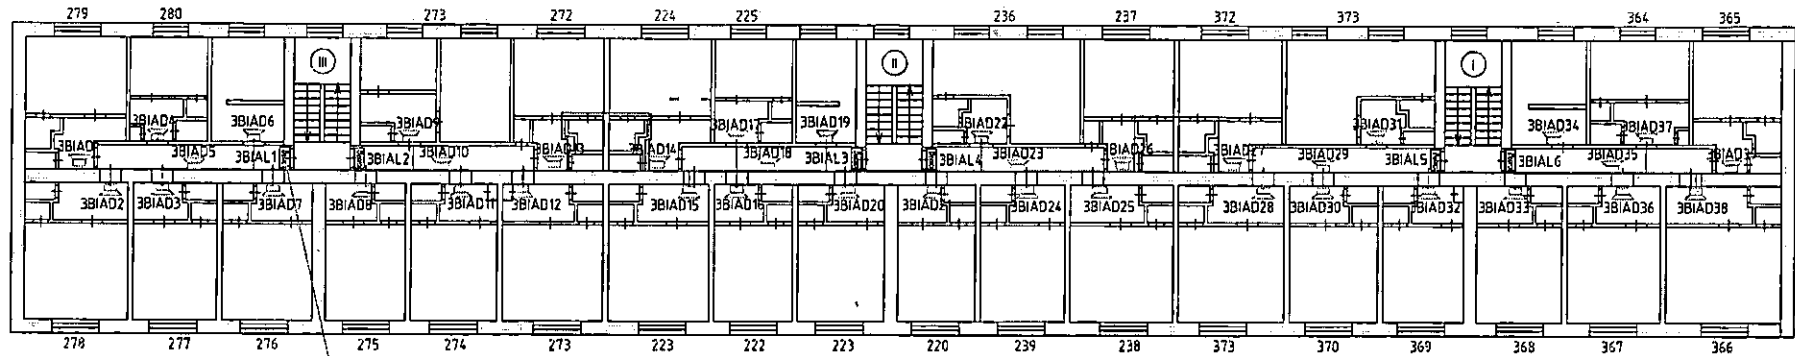 279 280 273 272 224 225 236 237 372 373 364 365
III II I
3BIAD4 3BIAD6 3BIAD9 3BIAD17 3BIAD19 3BIAD22 3BIAD31 3BIAD34 3BIAD37
3BIAD5 3BIAL1 3BIAL2 3BIAD10 3BIAD14 3BIAD18 3BIAL3 3BIAL4 3BIAD23 3BIAD26 3BIAD29 3BIAL5 3BIAL6 3BIAD35
3BIAD2 3BIAD3 3BIAD7 3BIAD8 3BIAD11 3BIAD12 3BIAD15 3BIAD16 3BIAD20 3BIAD24 3BIAD25 3BIAD28 3BIAD30 3BIAD32 3BIAD33 3BIAD36 3BIAD38
278 277 276 275 274 273 223 222 223 220 239 238 373 370 369 368 367 366